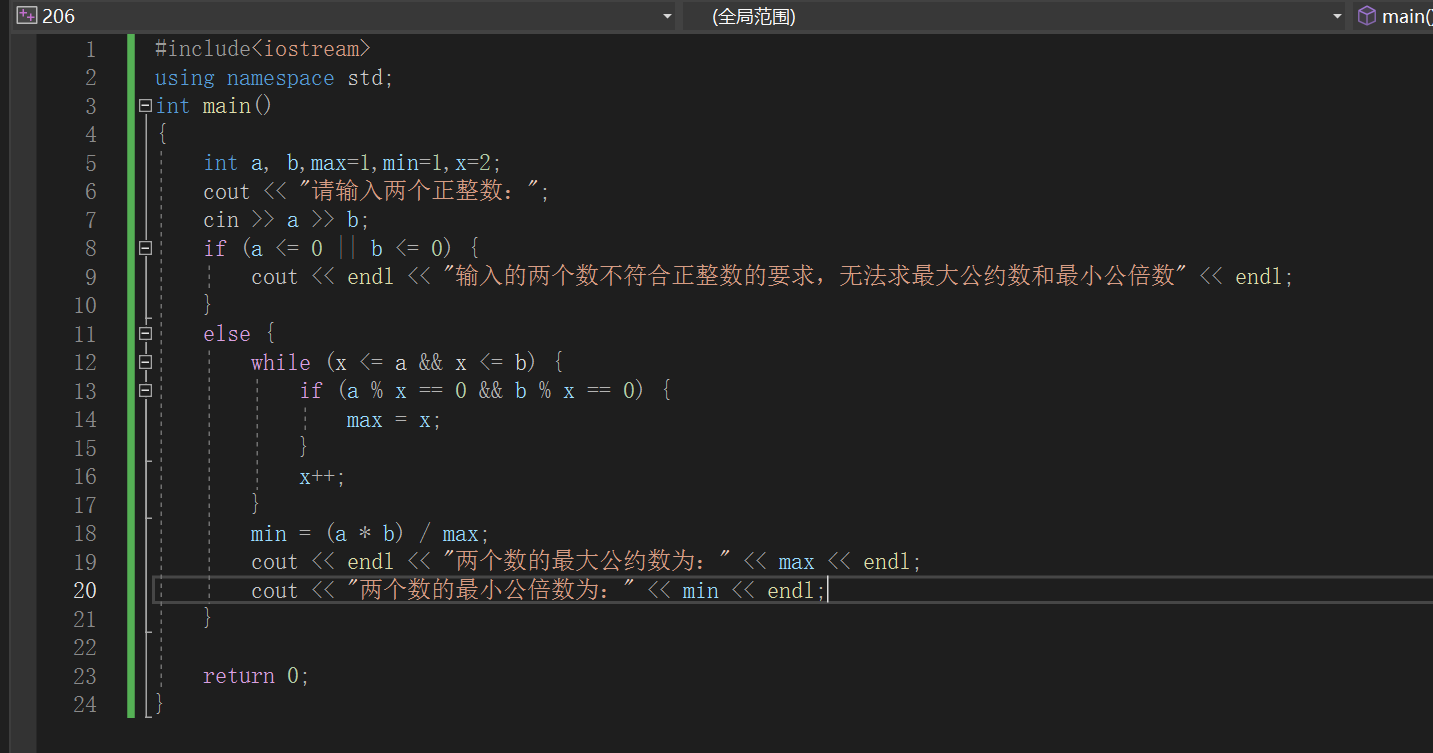 206 (全局范围) main()
1 #include<iostream>
2 using namespace std;
3 int main()
4 {
5 int a, b,max=1,min=1,x=2;
6 cout << "请输入两个正整数：";
7 cin >> a >> b;
8 if (a <= 0 || b <= 0) {
9 cout << endl << "输入的两个数不符合正整数的要求，无法求最大公约数和最小公倍数" << endl;
10 }
11 else {
12 while (x <= a && x <= b) {
13 if (a % x == 0 && b % x == 0) {
14 max = x;
15 }
16 x++;
17 }
18 min = (a * b) / max;
19 cout << endl << "两个数的最大公约数为：" << max << endl;
20 cout << "两个数的最小公倍数为：" << min << endl;
21 }
22
23 return 0;
24 }